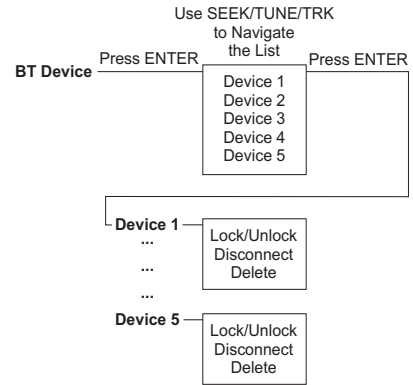 Use SEEK/TUNE/TRK
to Navigate
the List
BT Device
Press ENTER
Device 1
Device 2
Device 3
Device 4
Device 5
Press ENTER
Device 1
Lock/Unlock
Disconnect
Delete
...
...
...
Device 5
Lock/Unlock
Disconnect
Delete